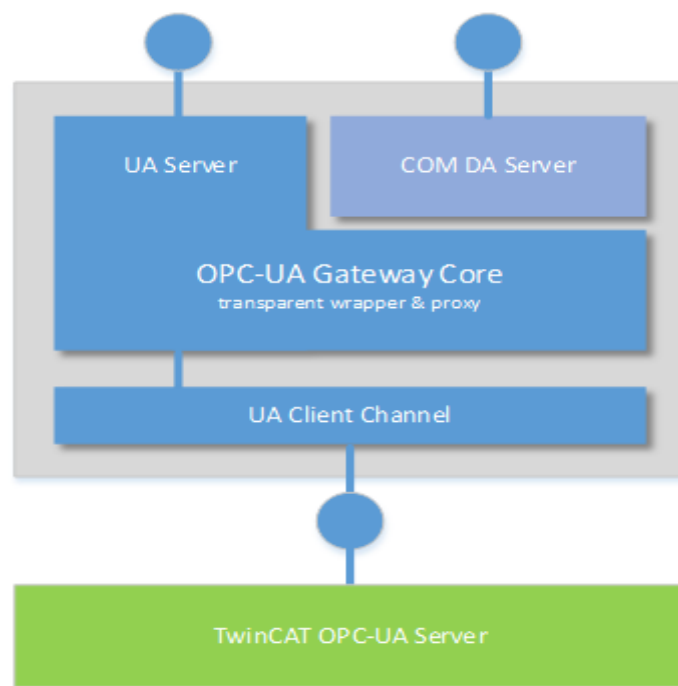 UA Server
COM DA Server
OPC-UA Gateway Core
transparent wrapper & proxy
UA Client Channel
TwinCAT OPC-UA Server